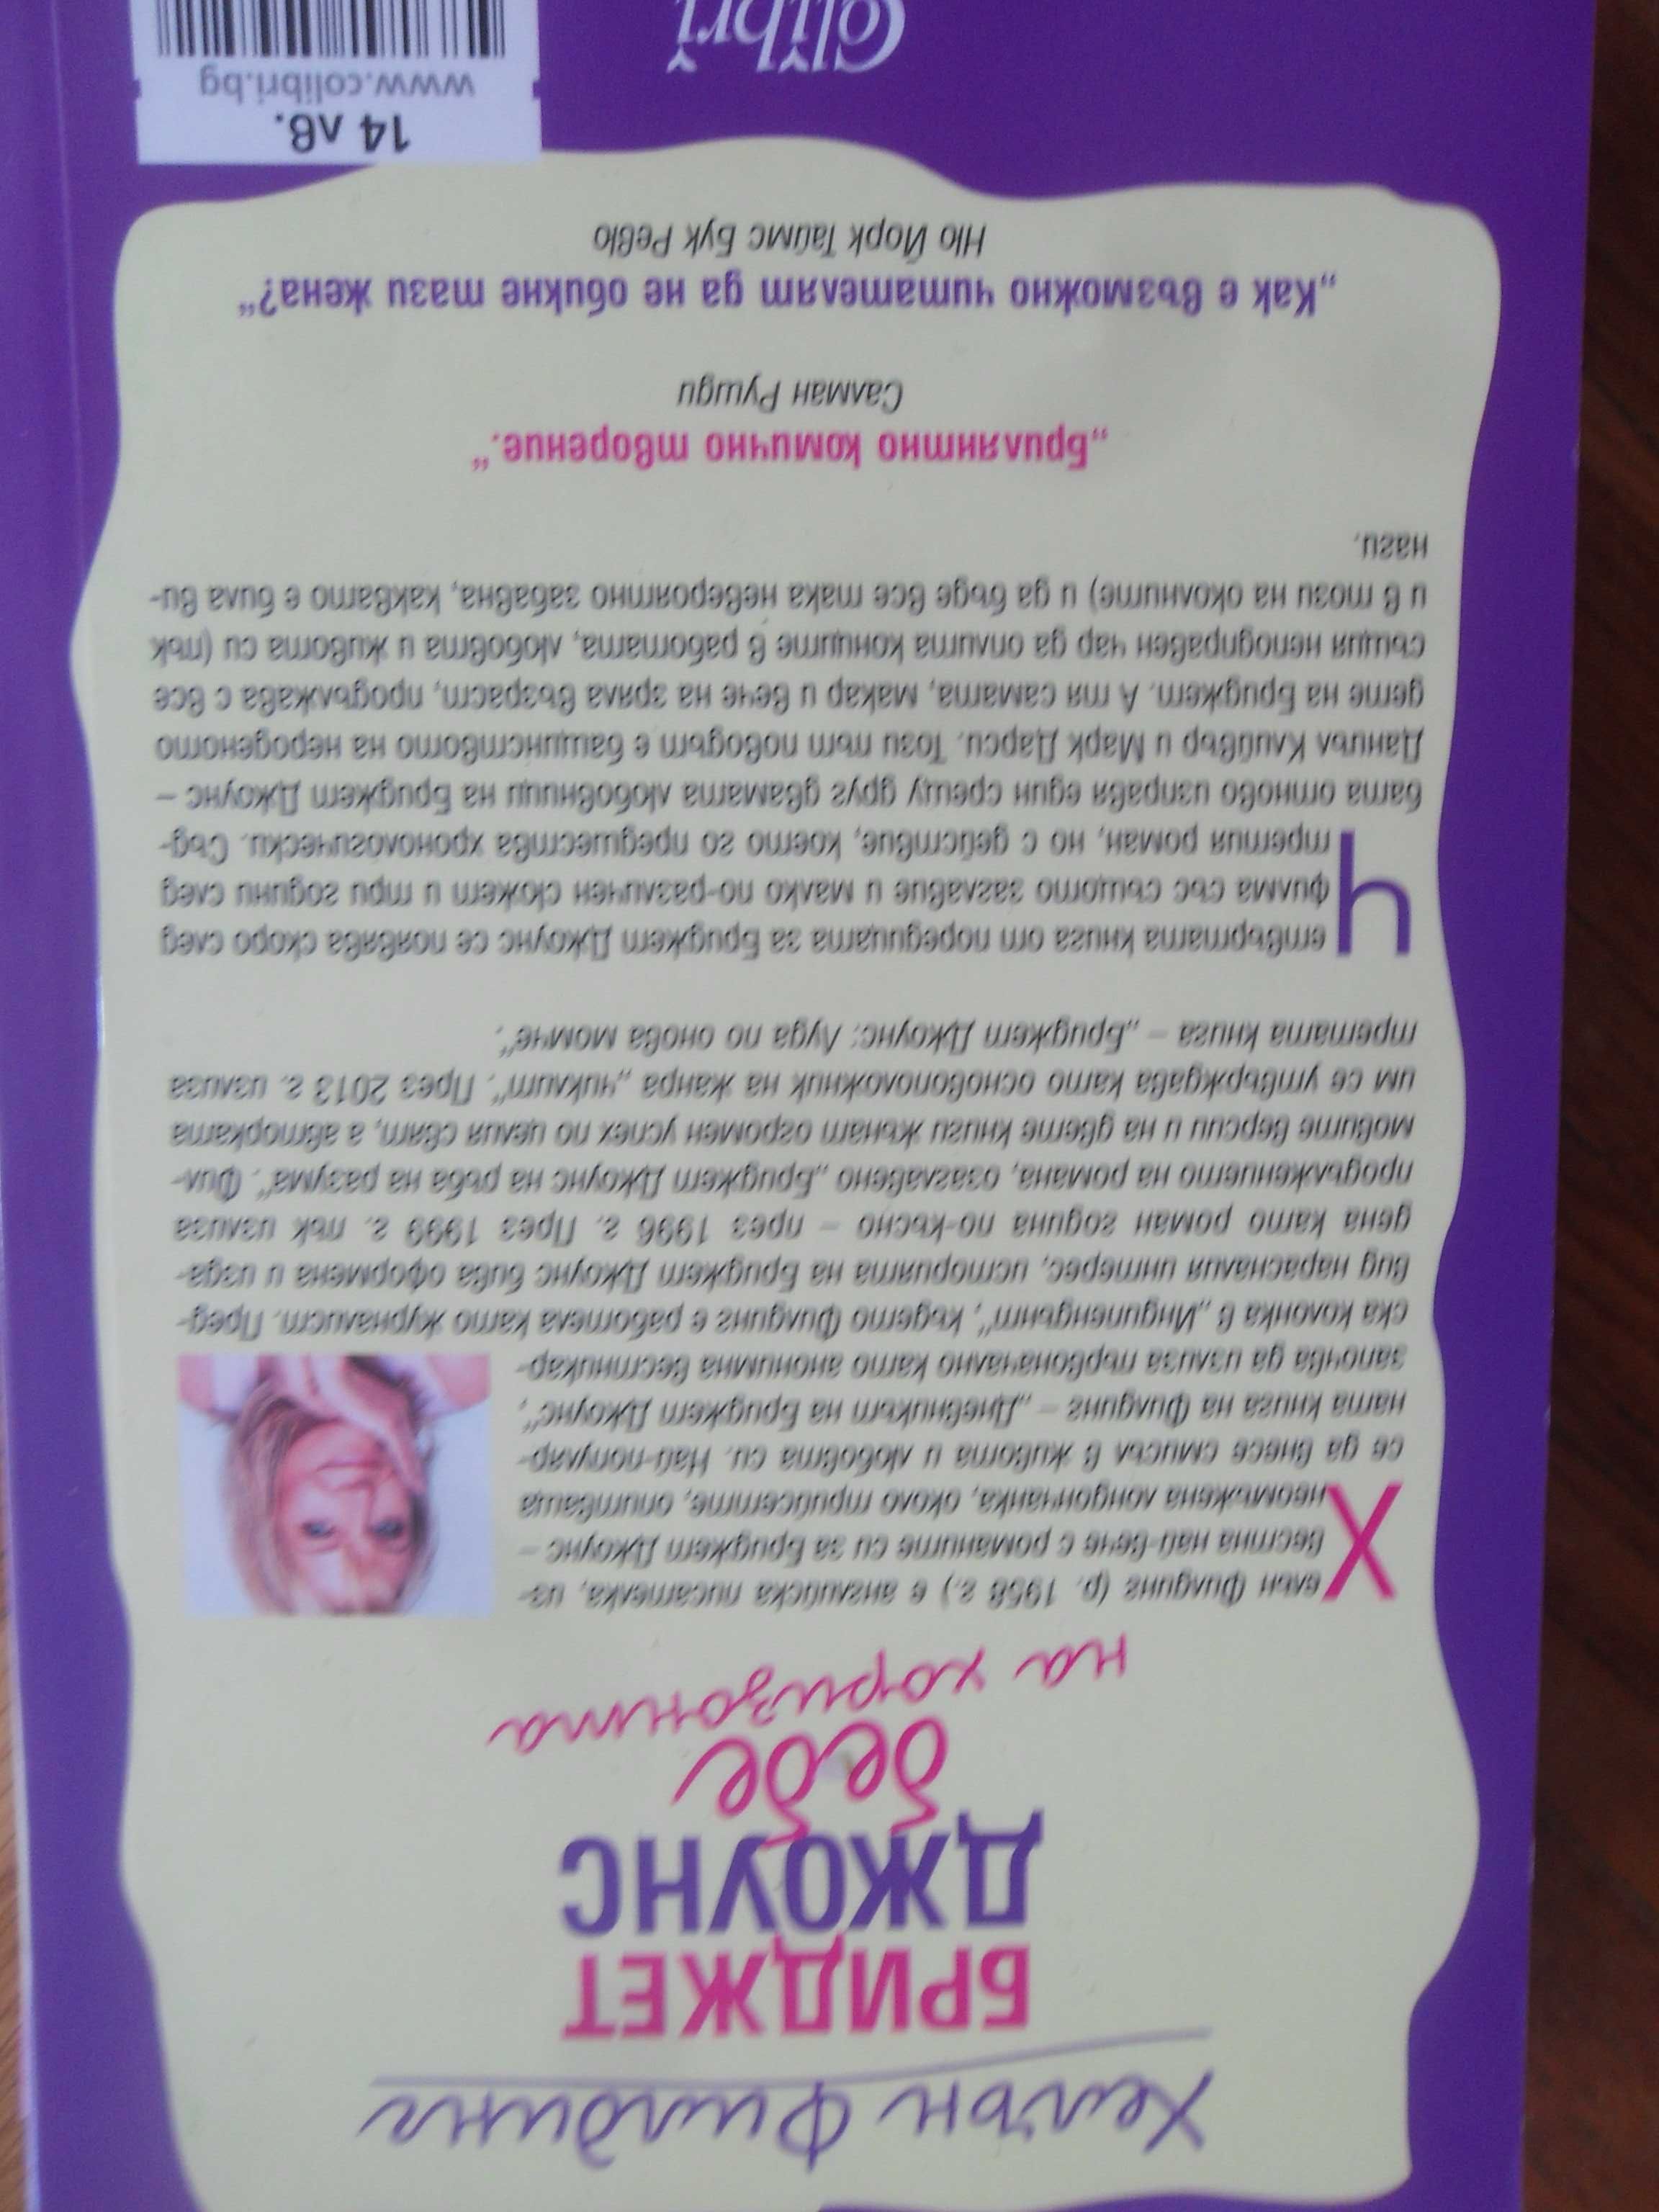 Хелън Филдинг
БРИДЖЕТ
ДЖОУНС
бебе
на хоризонта
Хелън Филдинг (р. 1958 г.) е английска писателка, из-
вестна най-вече с романите си за Бриджет Джоунс –
неомъжена лондончанка, около трийсетте, опитваща
се да внесе смисъл в живота и любовта си. Най-популяр-
ната книга на Филдинг – „Дневникът на Бриджет Джоунс“,
започва да излиза първоначално като анонимна вестникар-
ска колонка в „Индипендънт“, където Филдинг е работела като журналист. Пред-
вид нарасналия интерес, историята на Бриджет Джоунс бива оформена и изда-
дена като роман година по-късно – през 1996 г. През 1999 г. пък излиза
продължението на романа, озаглавено „Бриджет Джоунс на ръба на разума“. Фил-
мовите версии и на двете книги жънат огромен успех по целия свят, а авторката
им се утвърждава като основоположник на жанра „чиклит“. През 2013 г. излиза
третата книга – „Бриджет Джоунс: Луда по онова момче“.
Четвъртата книга от поредицата за Бриджет Джоунс се появява скоро след
филма със същото заглавие и малко по-различен сюжет и три години след
третия роман, но с действие, което го предшества хронологически. Съд-
бата отново изправя един срещу друг двамата любовници на Бриджет Джоунс –
Даниъл Клийвър и Марк Дарси. Този път поводът е бащинството на нероденото
дете на Бриджет. А тя самата, макар и вече на зряла възраст, продължава с все
същия неподправен чар да оплита конците в работата, любовта и живота си (пък
и в този на околните) и да бъде все така невероятно забавна, каквато е била ви-
наги.
„Брилянтно комично творение.“
Салман Рушди
„Как е възможно читателят да не обикне тази жена?“
Ню Йорк Таймс Бук Ревю
14 лв.
www.colibri.bg
Colibri